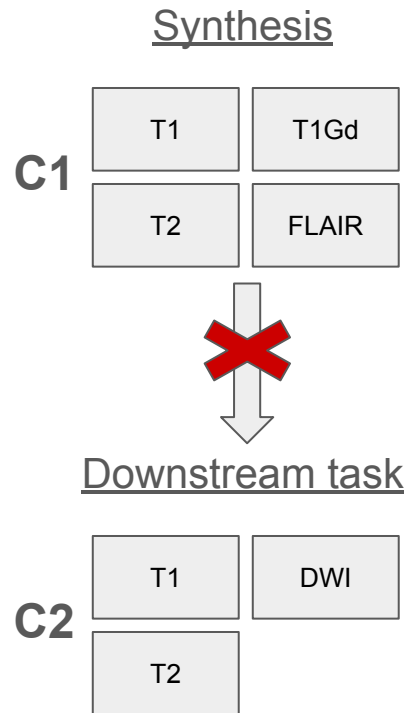 Synthesis
T1 T1Gd
C1
T2 FLAIR
Downstream task
T1 DWI
C2
T2